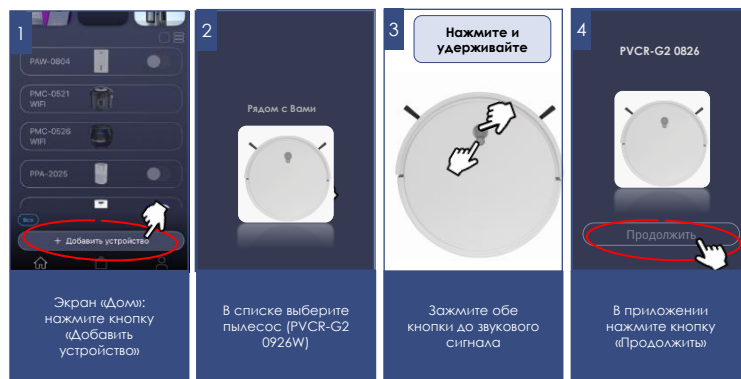 1
PAW-0804
PMC-0521
WIFI
PMC-0526
WIFI
PPA-2025
Все
+ Добавить устройство
Экран «Дом»:
нажмите кнопку
«Добавить
устройство»
2
Рядом с Вами
В списке выберите
пылесос (PVCR-G2
0926W)
3
Нажмите и
удерживайте
Зажмите обе
кнопки до звукового
сигнала
4
PVCR-G2 0826
Продолжить
В приложении
нажмите кнопку
«Продолжить»